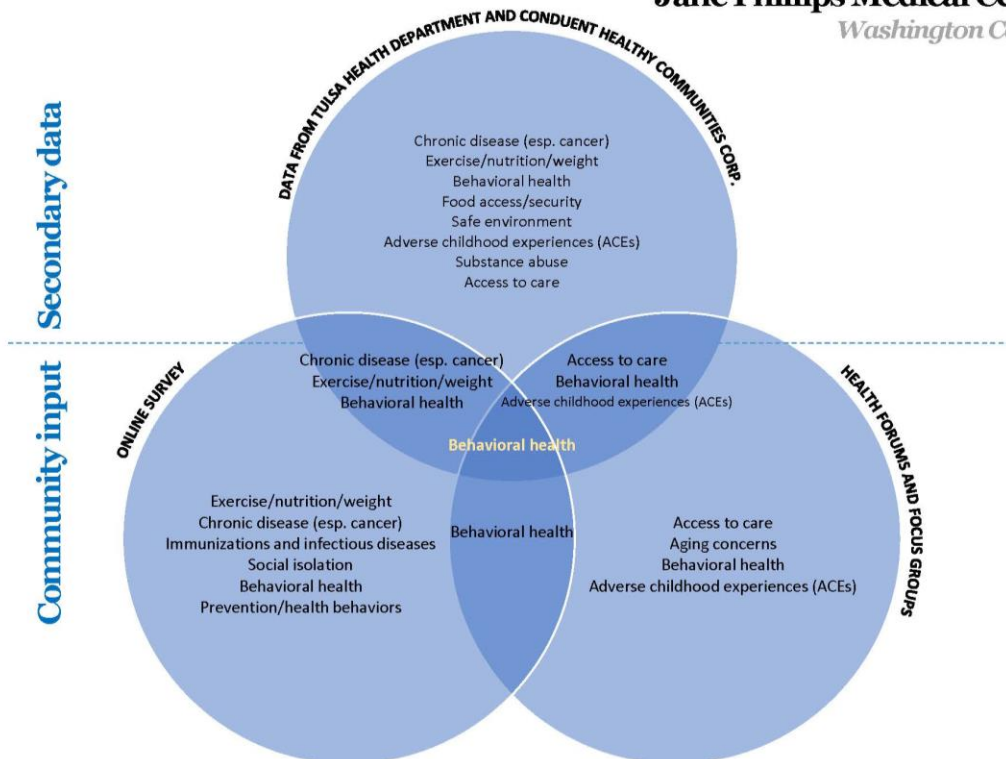 Jane Phillips Medical
Washington
DATA FROM TULSA HEALTH DEPARTMENT AND CONDUENT HEALTHY COMMUNITIES CORP.
Secondary data
Chronic disease (esp. cancer)
Exercise/nutrition/weight
Behavioral health
Food access/security
Safe environment
Adverse childhood experiences (ACEs)
Substance abuse
Access to care
Community input
ONLINE SURVEY
Chronic disease (esp. cancer)
Exercise/nutrition/weight
Behavioral health
Access to care
Behavioral health
Adverse childhood experiences (ACEs)
HEALTH FORUMS AND FOCUS GROUPS
Behavioral health
Exercise/nutrition/weight
Chronic disease (esp. cancer)
Immunizations and infectious diseases
Social isolation
Behavioral health
Prevention/health behaviors
Behavioral health
Access to care
Aging concerns
Behavioral health
Adverse childhood experiences (ACEs)